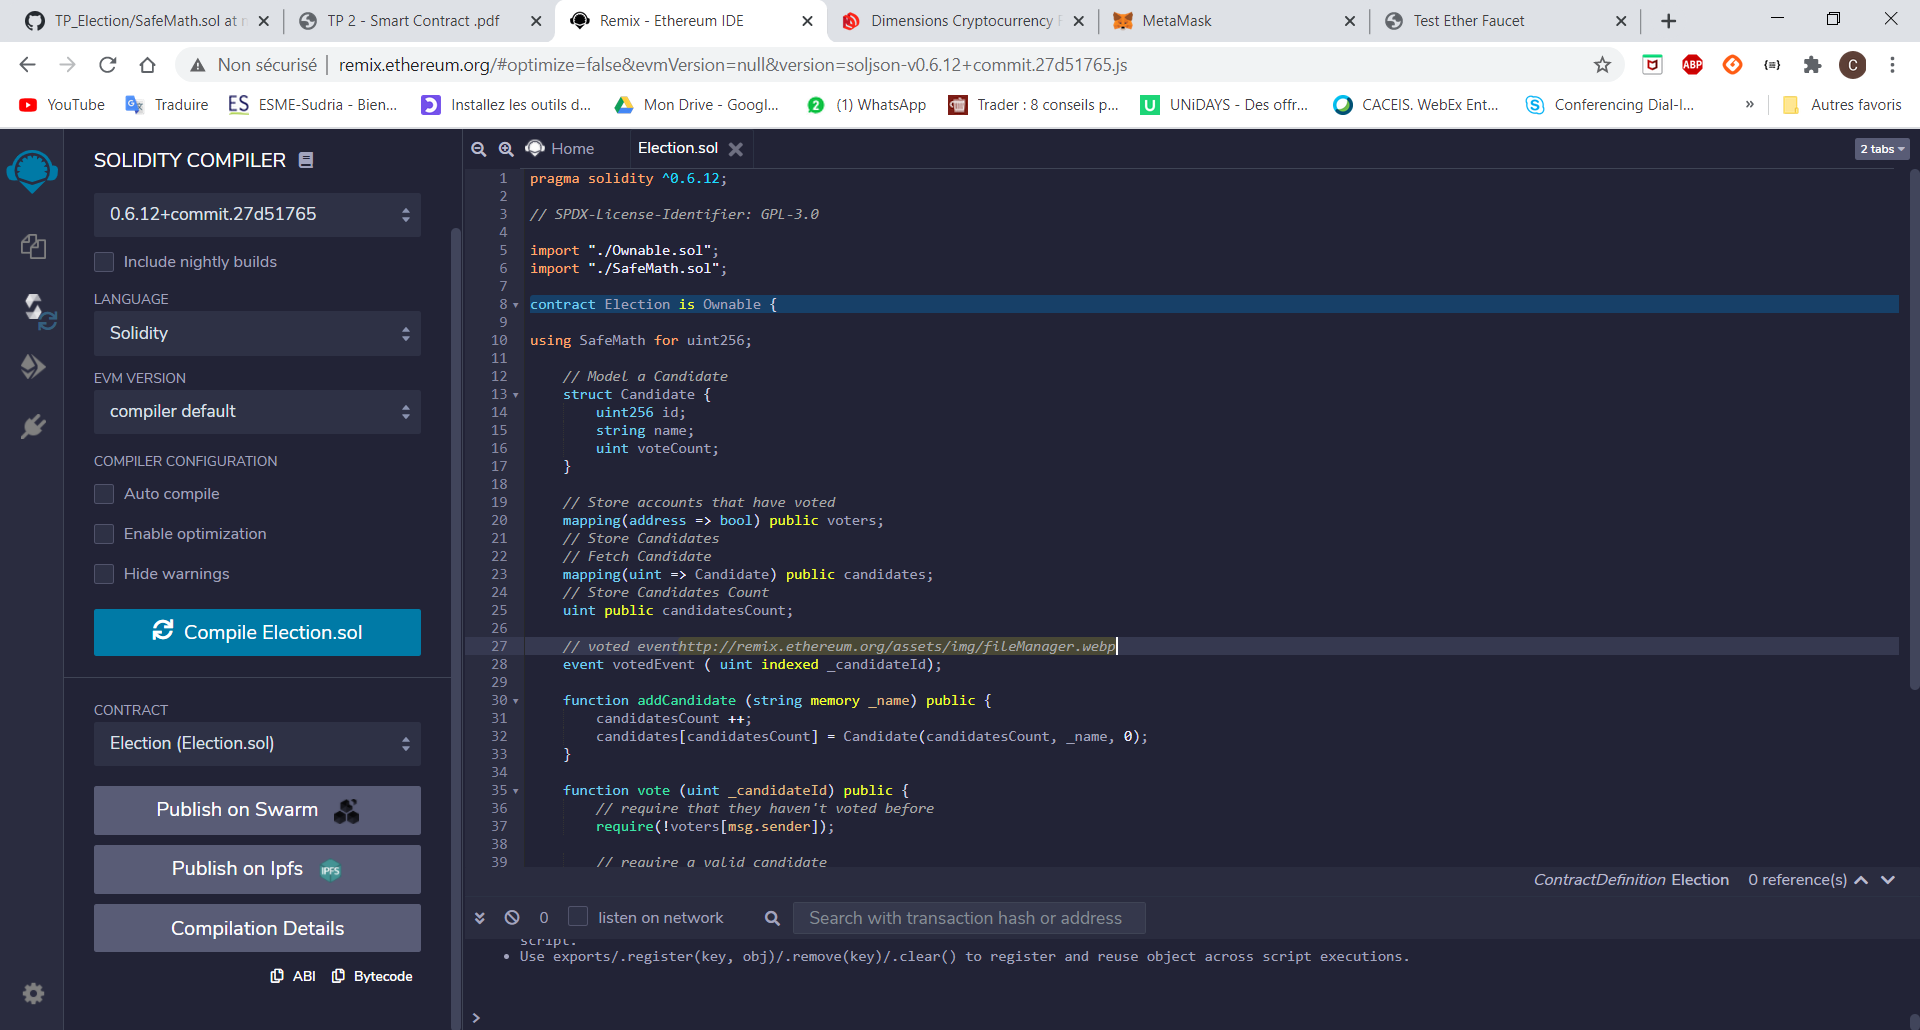 TP_Election/SafeMath.sol at
TP 2 - Smart Contract .pdf
Remix - Ethereum IDE
Dimensions Cryptocurrency
MetaMask
Test Ether Faucet
Non sécurisé
remix.ethereum.org/#optimize=false&evmVersion=null&version=soljson-v0.6.12+commit.27d51765.js
ABP
C
YouTube
Traduire
ES ESME-Sudria - Bien...
Installez les outils d...
Mon Drive - Googl...
2 (1) WhatsApp
Trader : 8 conseils p...
U UNiDAYS - Des offr...
CACEIS. WebEx Ent...
Conferencing Dial-I...
»
Autres favoris
SOLIDITY COMPILER
0.6.12+commit.27d51765
Include nightly builds
LANGUAGE
Solidity
EVM VERSION
compiler default
COMPILER CONFIGURATION
Auto compile
Enable optimization
Hide warnings
Compile Election.sol
CONTRACT
Election (Election.sol)
Publish on Swarm
Publish on Ipfs IPFS
Compilation Details
ABI
Bytecode
Home
Election.sol
2 tabs
1 pragma solidity ^0.6.12;
2
3 // SPDX-License-Identifier: GPL-3.0
4
5 import "./Ownable.sol";
6 import "./SafeMath.sol";
7
8 contract Election is Ownable {
9
10 using SafeMath for uint256;
11
12 // Model a Candidate
13 struct Candidate {
14 uint256 id;
15 string name;
16 uint voteCount;
17 }
18
19 // Store accounts that have voted
20 mapping(address => bool) public voters;
21 // Store Candidates
22 // Fetch Candidate
23 mapping(uint => Candidate) public candidates;
24 // Store Candidates Count
25 uint public candidatesCount;
26
27 // voted eventhttp://remix.ethereum.org/assets/img/fileManager.webp
28 event votedEvent ( uint indexed _candidateId);
29
30 function addCandidate (string memory _name) public {
31 candidatesCount ++;
32 candidates[candidatesCount] = Candidate(candidatesCount, _name, 0);
33 }
34
35 function vote (uint _candidateId) public {
36 // require that they haven't voted before
37 require(!voters[msg.sender]);
38
39 // require a valid candidate
ContractDefinition Election 0 reference(s)
0
listen on network
Search with transaction hash or address
script.
• Use exports/.register(key, obj)/.remove(key)/.clear() to register and reuse object across script executions.
>